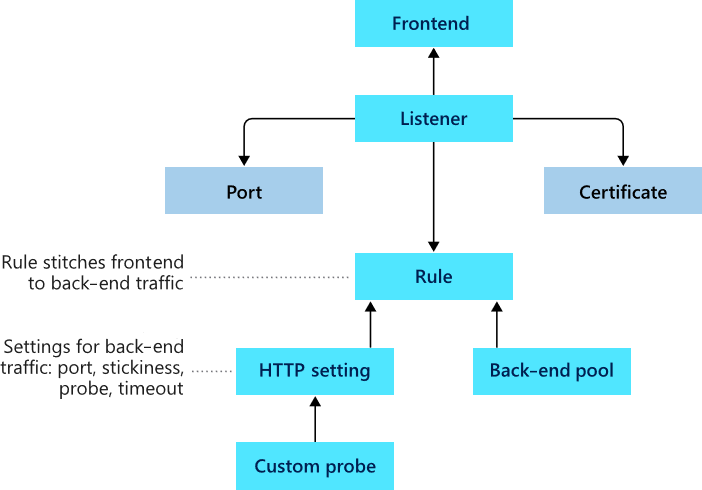 Frontend
Listener
Port
Certificate
Rule stitches frontend
to back-end traffic
Rule
Settings for back-end
traffic: port, stickiness,
probe, timeout
HTTP setting
Back-end pool
Custom probe